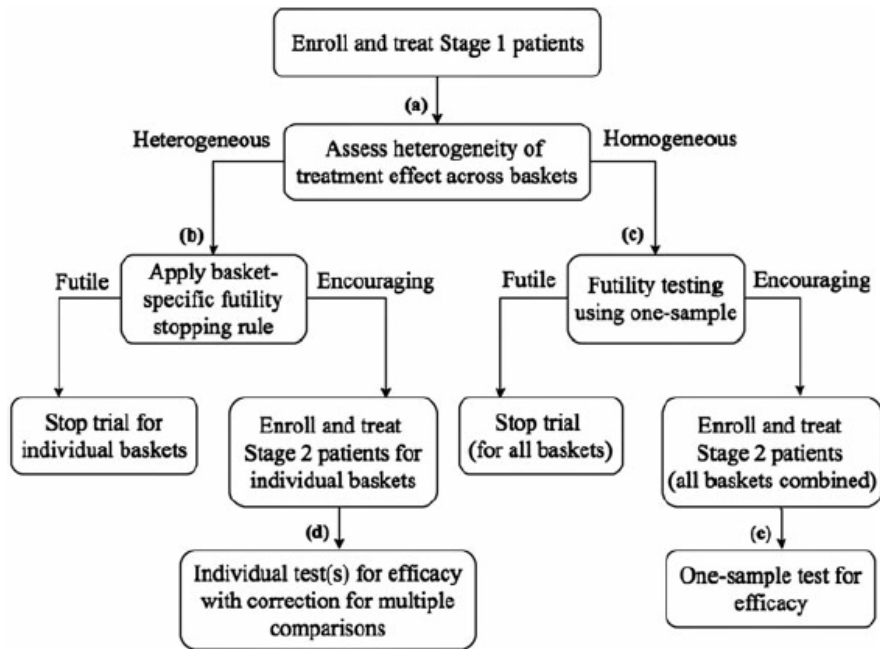 Enroll and treat Stage 1 patients
(a)
Heterogeneous
Homogeneous
Assess heterogeneity of
treatment effect across baskets
(b)
(c)
Futile
Apply basket-
specific futility
stopping rule
Encouraging
Futile
Futility testing
using one-sample
Encouraging
Stop trial for
individual baskets
Enroll and treat
Stage 2 patients for
individual baskets
Stop trial
(for all baskets)
Enroll and treat
Stage 2 patients
(all baskets combined)
(d)
(e)
Individual test(s) for efficacy
with correction for multiple
comparisons
One-sample test for
efficacy